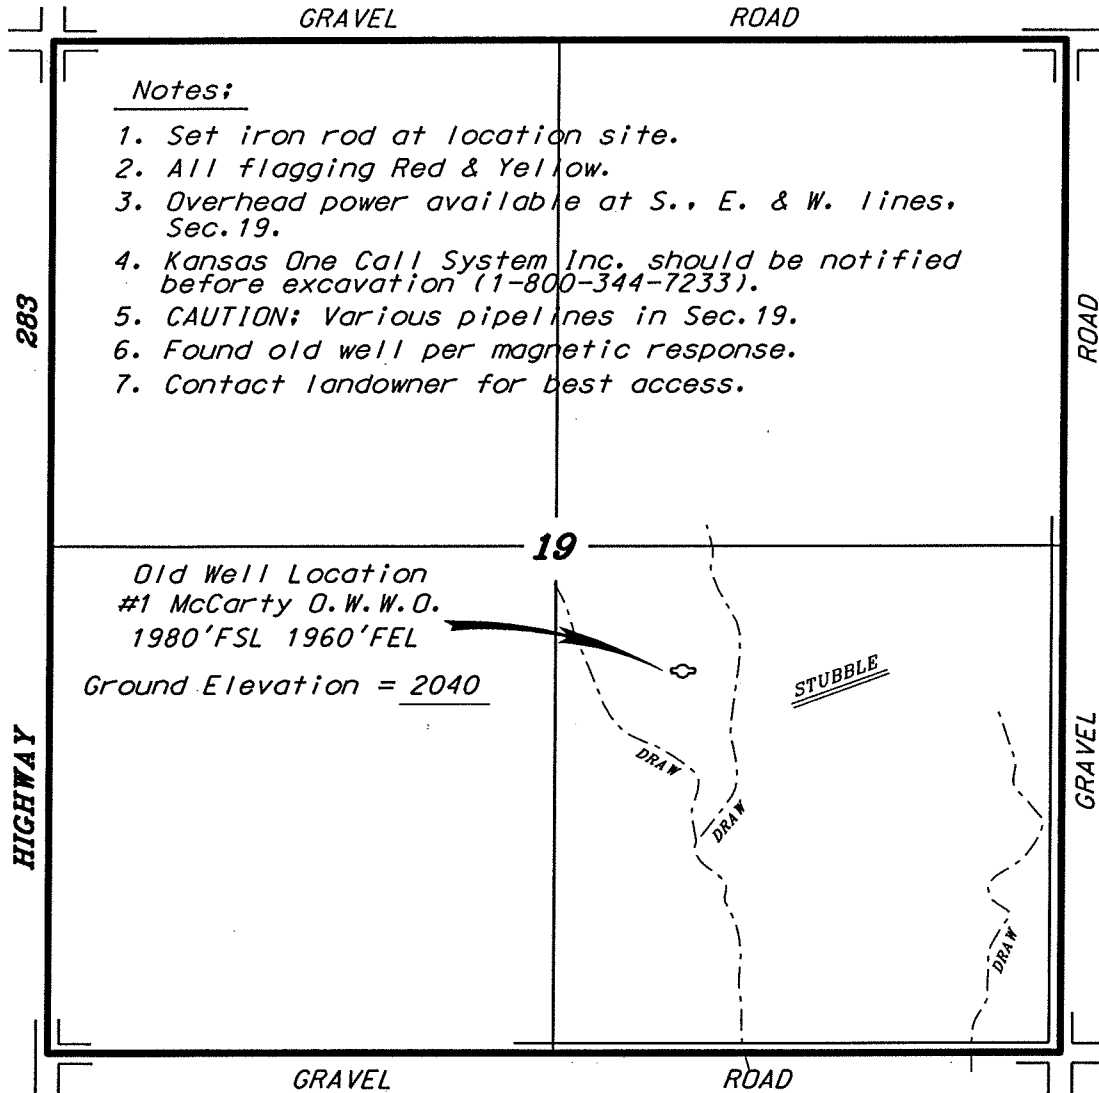 GRAVEL ROAD
Notes:
1. Set iron rod at location site.
2. All flagging Red & Yellow.
3. Overhead power available at S., E. & W. lines,
Sec. 19.
4. Kansas One Call System Inc. should be notified
before excavation (1-800-344-7233).
5. CAUTION: Various pipelines in Sec. 19.
6. Found old well per magnetic response.
7. Contact landowner for best access.
HIGHWAY 283
GRAVEL ROAD
19
Old Well Location
#1 McCarty O.W.W.O.
1980'FSL 1960'FEL
Ground Elevation = 2040
STUBBLE
DRAW
DRAW
DRAW
GRAVEL ROAD